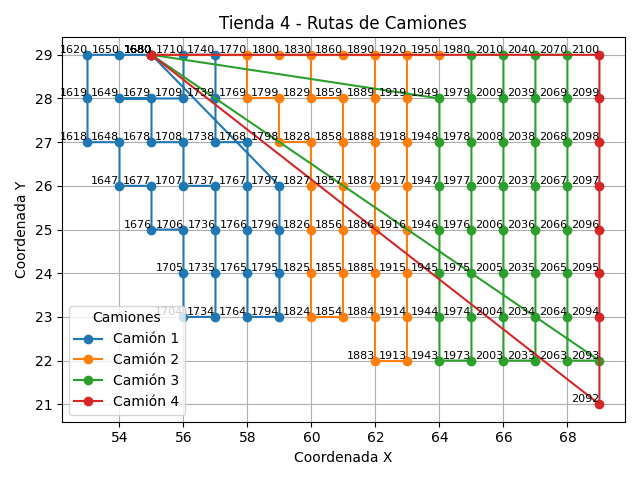 Tienda 4 - Rutas de Camiones
29
1620 1650 1680 1710 1740 1770 1800 1830 1860 1890 1920 1950 1980 2010 2040 2070 2100
28
1619 1649 1679 1709 1739 1769 1799 1829 1859 1889 1919 1949 1979 2009 2039 2069 2099
27
1618 1648 1678 1708 1738 1768 1798 1828 1858 1888 1918 1948 1978 2008 2038 2068 2098
26
1647 1677 1707 1737 1767 1797 1827 1857 1887 1917 1947 1977 2007 2037 2067 2097
25
1676 1706 1736 1766 1796 1826 1856 1886 1916 1946 1976 2006 2036 2066 2096
24
1705 1735 1765 1795 1825 1855 1885 1915 1945 1975 2005 2035 2065 2095
23
1704 1734 1764 1794 1824 1854 1884 1914 1944 1974 2004 2034 2064 2094
22
1883 1913 1943 1973 2003 2033 2063 2093
21
2092
Coordenada Y
Camiones
Camión 1
Camión 2
Camión 3
Camión 4
54 56 58 60 62 64 66 68
Coordenada X